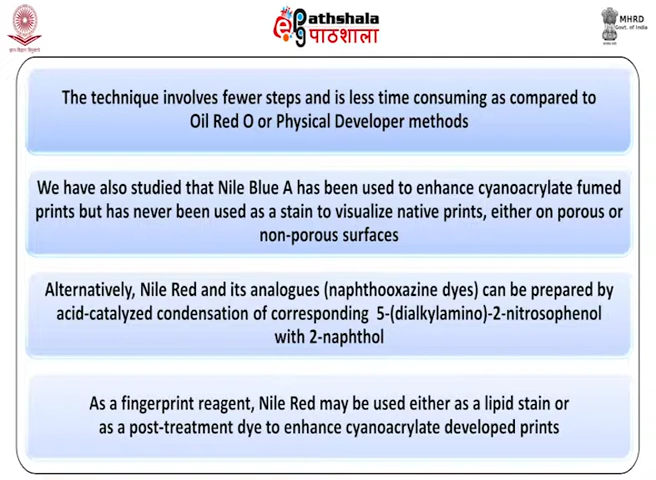 ePathshala
पाठशाला
MHRD
Govt. of India
The technique involves fewer steps and is less time consuming as compared to
Oil Red O or Physical Developer methods
We have also studied that Nile Blue A has been used to enhance cyanoacrylate fumed
prints but has never been used as a stain to visualize native prints, either on porous or
non-porous surfaces
Alternatively, Nile Red and its analogues (naphthooxazine dyes) can be prepared by
acid-catalyzed condensation of corresponding 5-(dialkylamino)-2-nitrosophenol
with 2-naphthol
As a fingerprint reagent, Nile Red may be used either as a lipid stain or
as a post-treatment dye to enhance cyanoacrylate developed prints